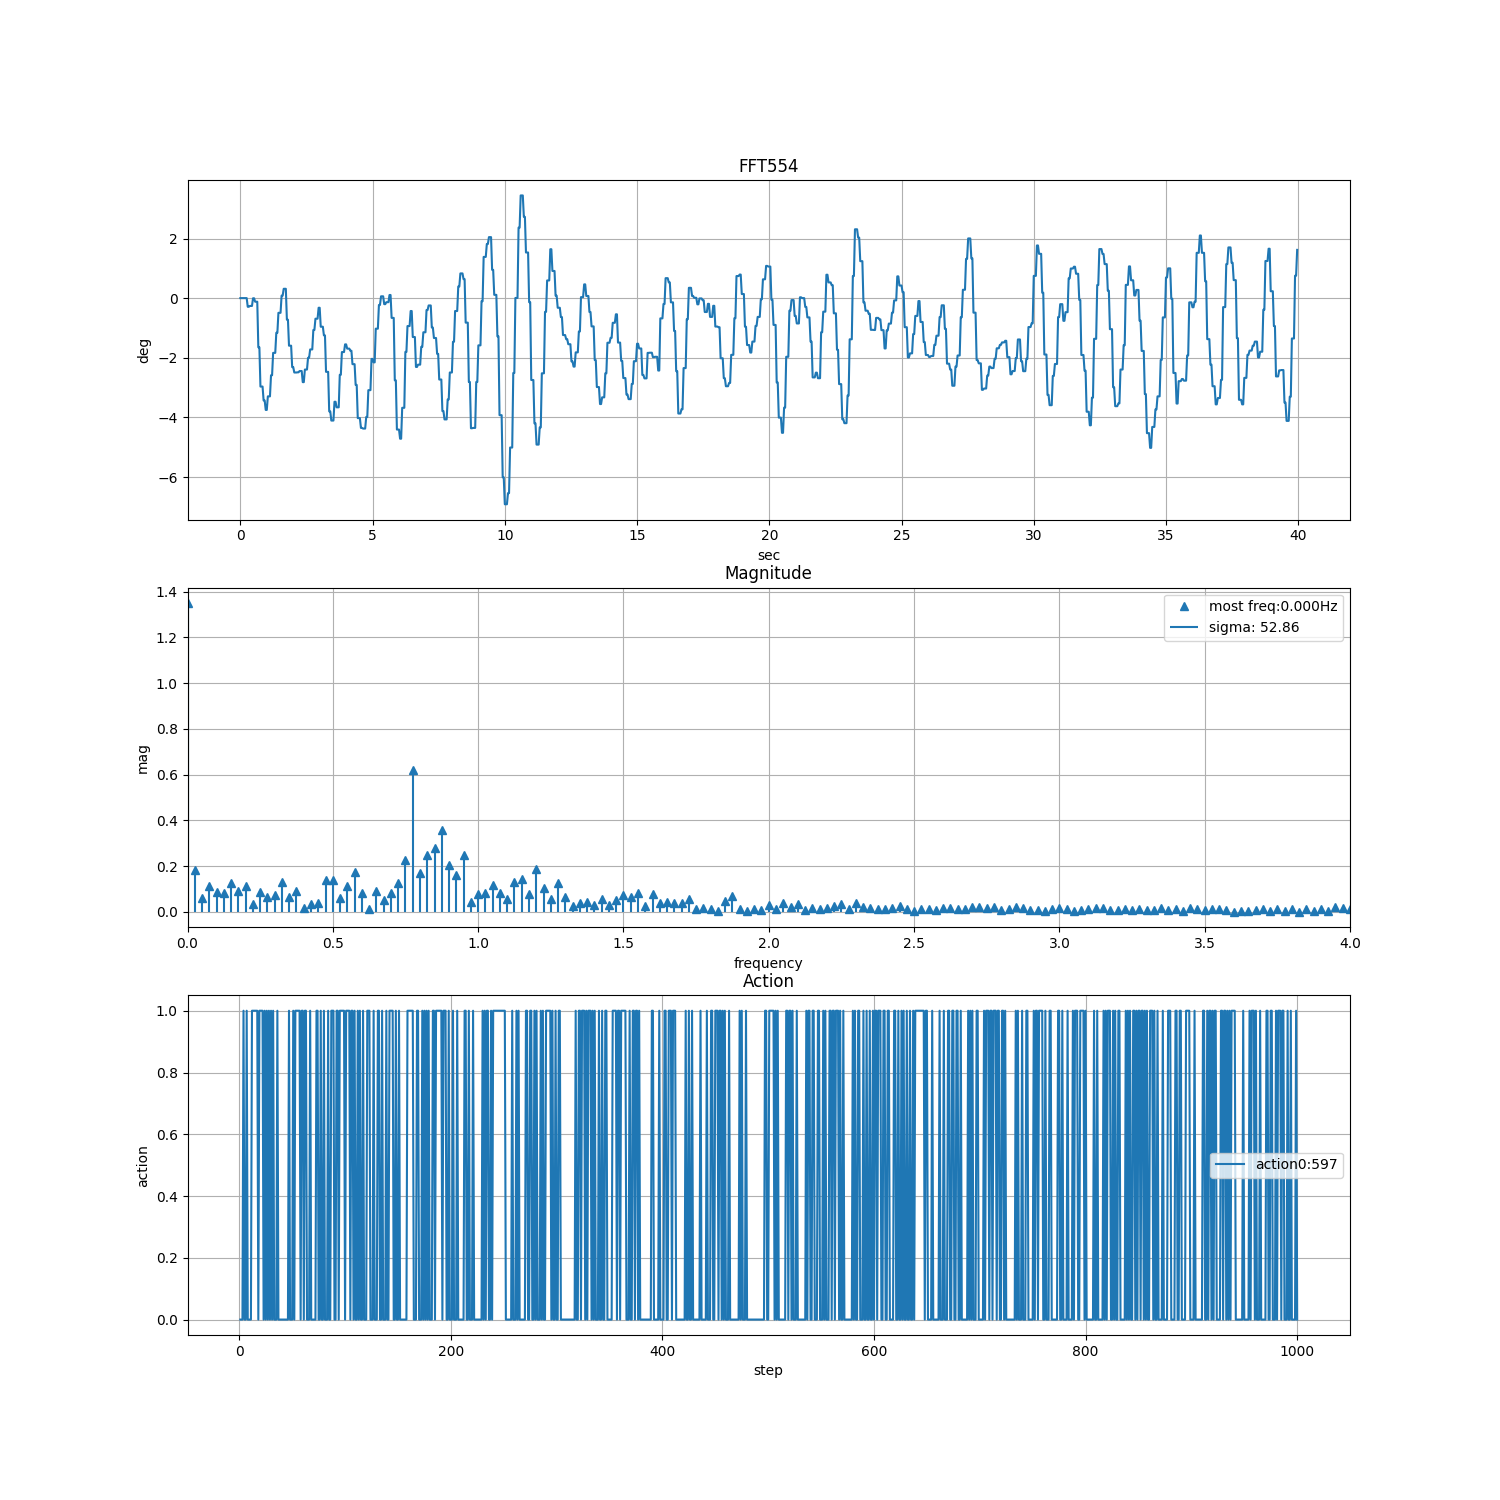 FFT554
2
0
−2
−4
−6
deg
0 5 10 15 20 25 30 35 40
sec
Magnitude
1.4
1.2
1.0
0.8
0.6
0.4
0.2
0.0
mag
most freq:0.000Hz
sigma: 52.86
0.0 0.5 1.0 1.5 2.0 2.5 3.0 3.5 4.0
frequency
Action
1.0
0.8
0.6
0.4
0.2
0.0
action
action0:597
0 200 400 600 800 1000
step